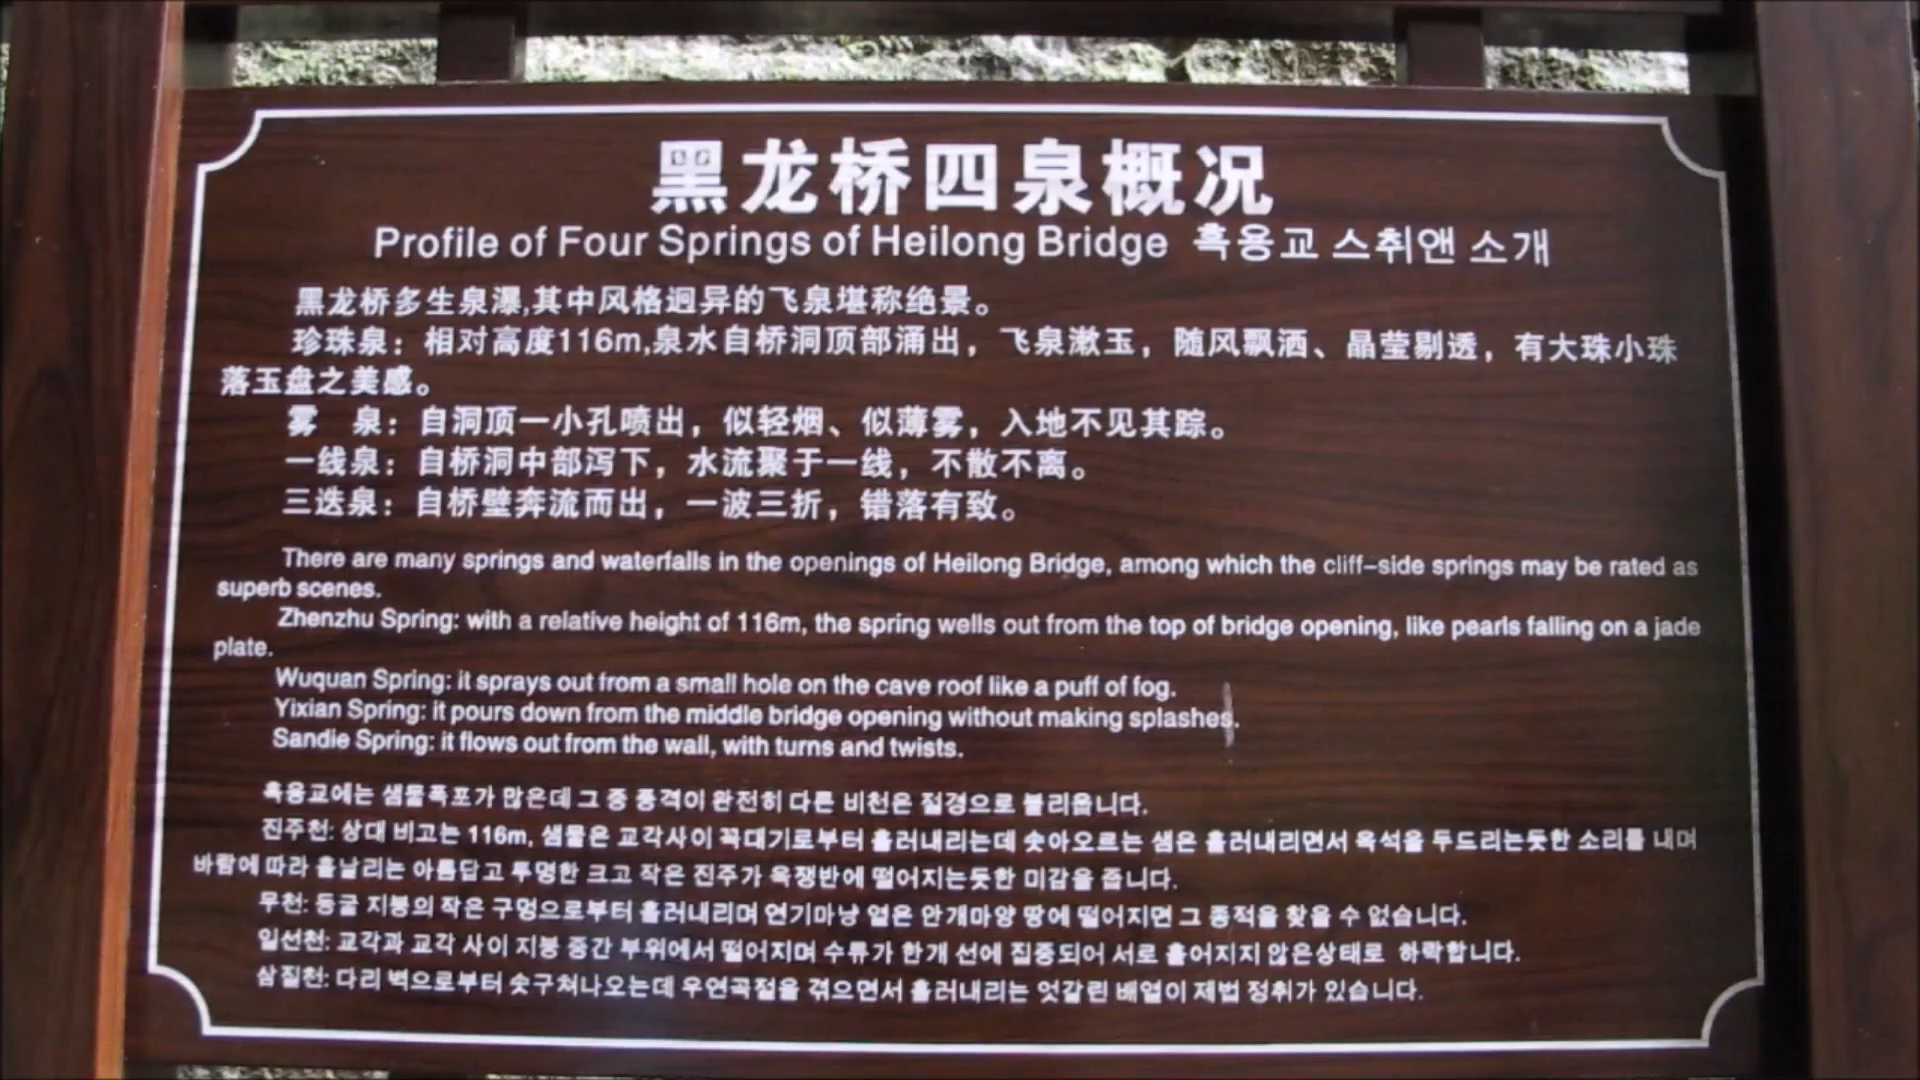 黑龙桥四泉概况
Profile of Four Springs of Heilong Bridge 흑용교 스취앤 소개
黑龙桥多生泉瀑,其中风格迥异的飞泉堪称绝景。
珍珠泉：相对高度116m,泉水自桥洞顶部涌出，飞泉漱玉，随风飘洒、晶莹剔透，有大珠小珠
落玉盘之美感。
雾 泉：自洞顶一小孔喷出，似轻烟、似薄雾，入地不见其踪。
一线泉：自桥洞中部泻下，水流聚于一线，不散不离。
三迭泉：自桥壁奔流而出，一波三折，错落有致。
There are many springs and waterfalls in the openings of Heilong Bridge, among which the cliff-side springs may be rated as
superb scenes.
Zhenzhu Spring: with a relative height of 116m, the spring wells out from the top of bridge opening, like pearls falling on a jade
plate.
Wuquan Spring: it sprays out from a small hole on the cave roof like a puff of fog.
Yixian Spring: it pours down from the middle bridge opening without making splashes.
Sandie Spring: it flows out from the wall, with turns and twists.
흑용교에는 샘물폭포가 많은데 그 중 풍격이 완전히 다른 비천은 절경으로 불리웁니다.
진주천: 상대 비고는 116m, 샘물은 교각사이 꼭대기로부터 흘러내리는데 솟아오르는 샘은 흘러내리면서 옥석을 두드리는듯한 소리를 내며
바람에 따라 흩날리는 아름답고 투명한 크고 작은 진주가 옥쟁반에 떨어지는듯한 미감을 줍니다.
무천: 동굴 지붕의 작은 구멍으로부터 흘러내리며 연기마냥 엷은 안개마양 땅에 떨어지면 그 종적을 찾을 수 없습니다.
일선천: 교각과 교각 사이 지붕 중간 부위에서 떨어지며 수류가 한개 선에 집중되어 서로 흩어지지 않은상태로 하락합니다.
삼질천: 다리 벽으로부터 솟구쳐나오는데 우연곡절을 겪으면서 흘러내리는 엇갈린 배열이 제법 정취가 있습니다.